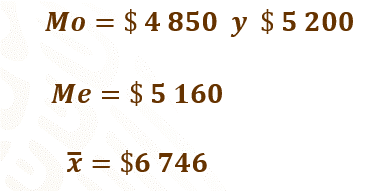 Mo = $ 4 850 y $ 5 200
Me = $ 5 160
x̅ = $6 746